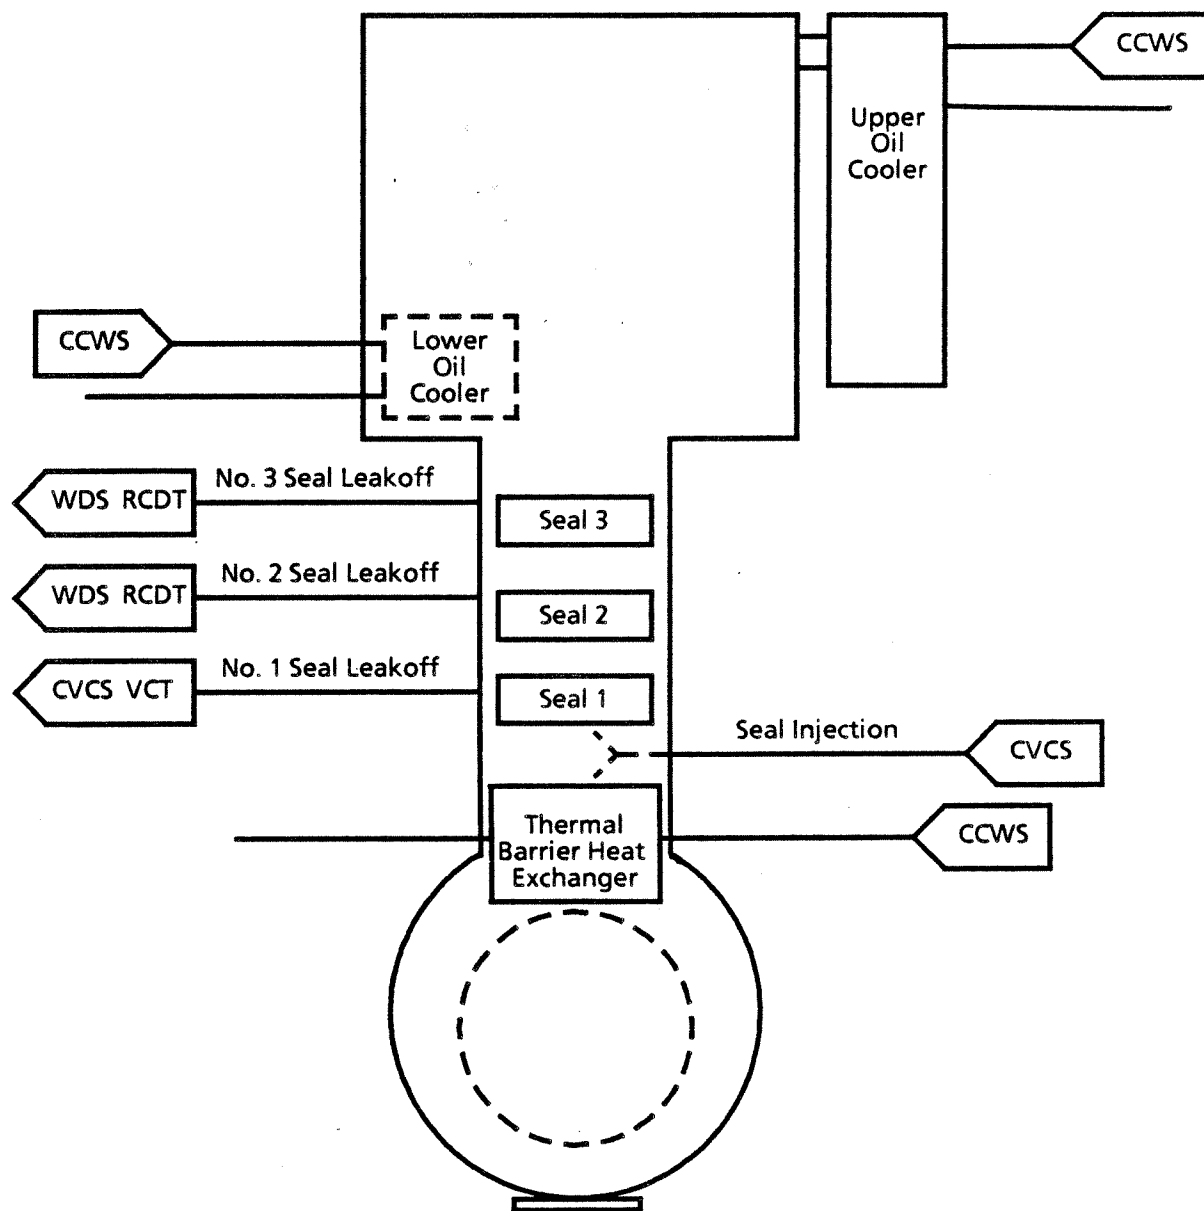 CCWS
Upper
Oil
Cooler
CCWS
Lower
Oil
Cooler
No. 3 Seal Leakoff
WDS RCDT
Seal 3
No. 2 Seal Leakoff
WDS RCDT
Seal 2
No. 1 Seal Leakoff
CVCS VCT
Seal 1
Seal Injection
CVCS
Thermal
Barrier Heat
Exchanger
CCWS